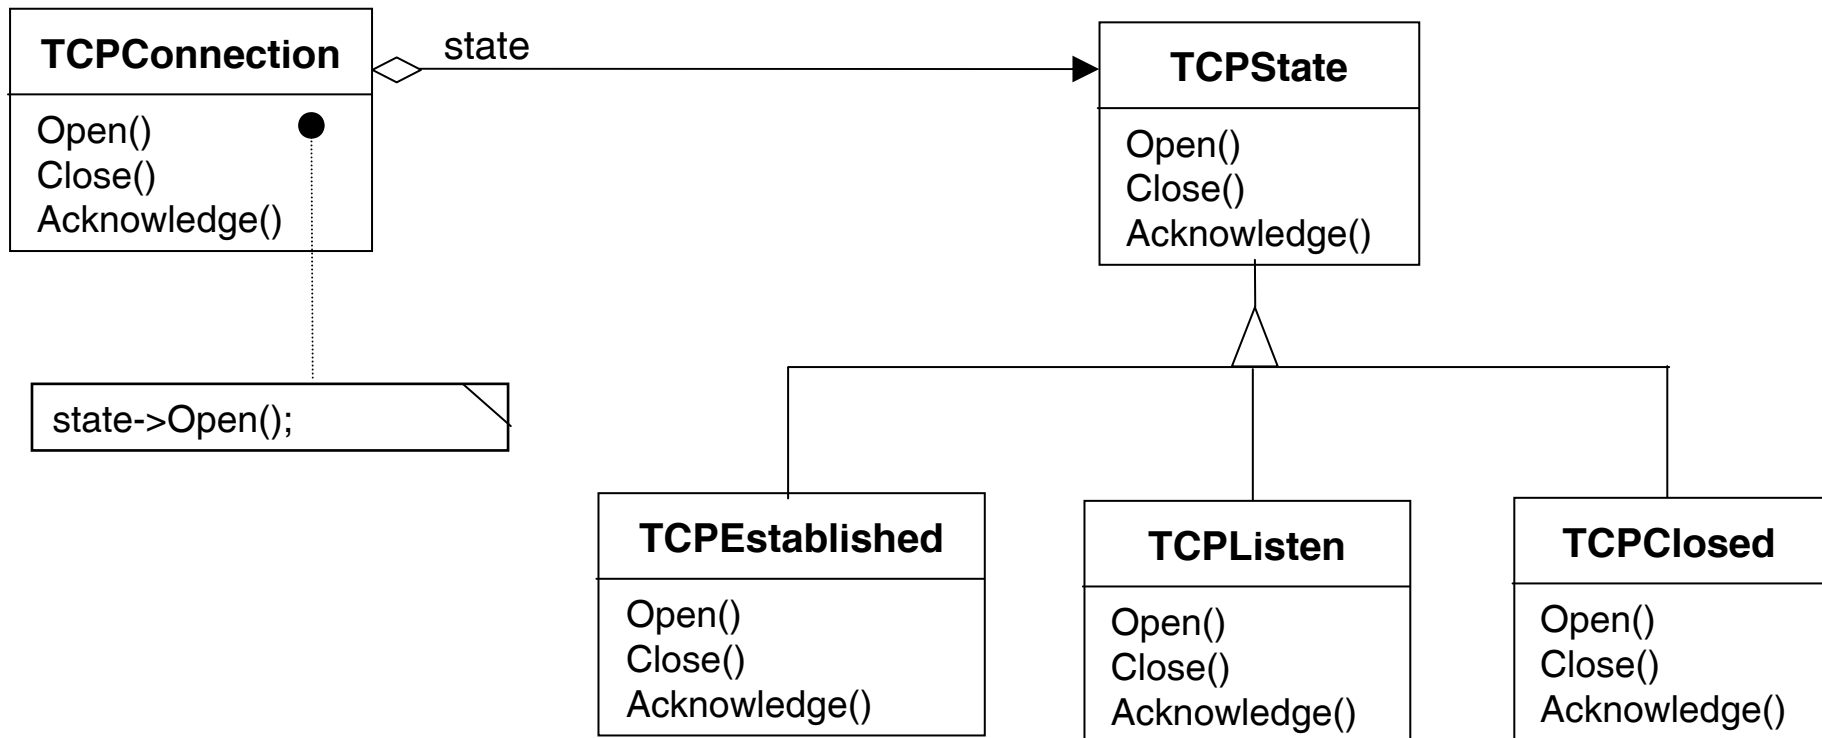 TCPConnection
Open()
Close()
Acknowledge()
state
TCPState
Open()
Close()
Acknowledge()
state->Open();
TCPEstablished
Open()
Close()
Acknowledge()
TCPListen
Open()
Close()
Acknowledge()
TCPClosed
Open()
Close()
Acknowledge()